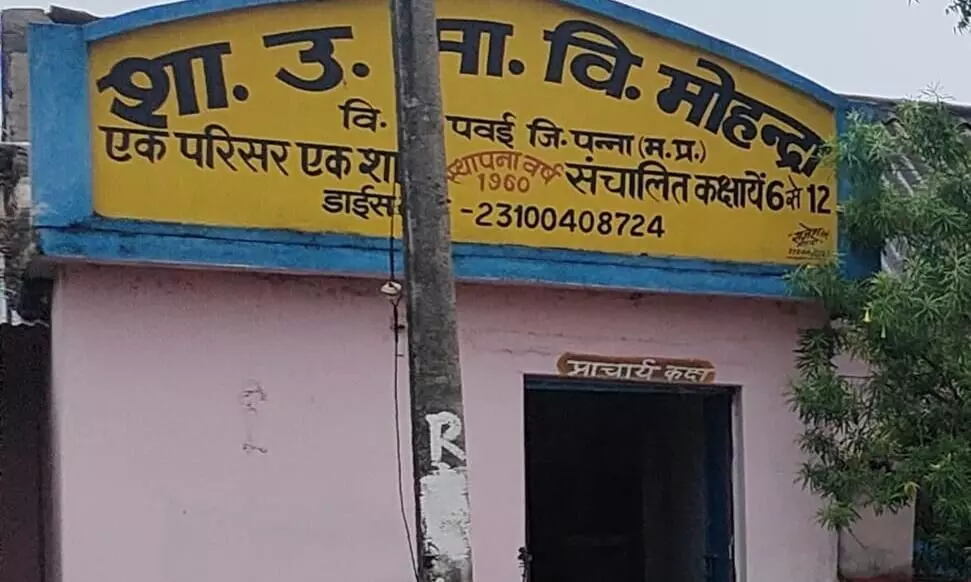 शा. उ. मा. वि. मोहन्द्रा
वि. पवई जि. पन्ना (म.प्र.)
एक परिसर एक शा
स्थापना वर्ष
1960
संचालित कक्षायें 6 से 12
डाईस -23100408724
प्राचार्य कक्ष
R